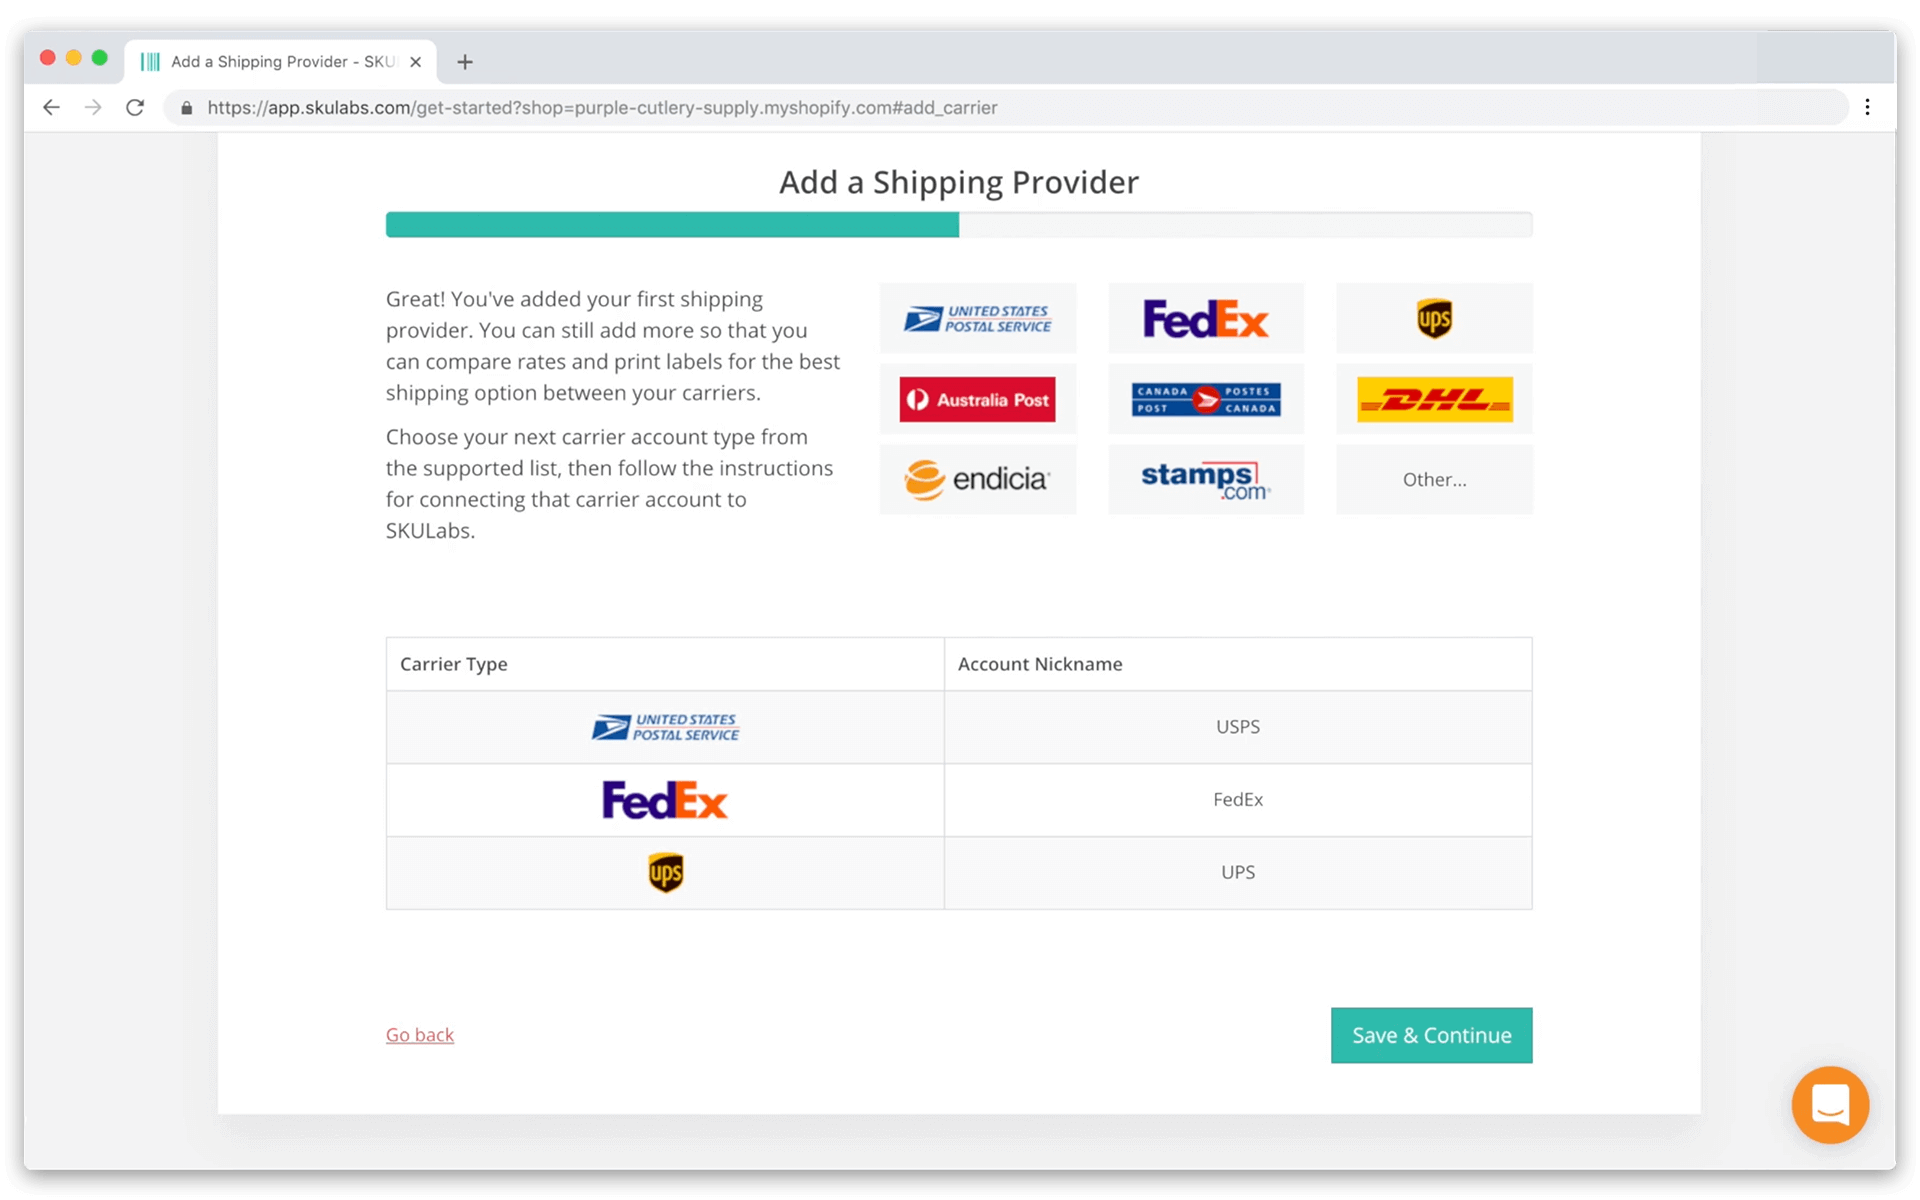 Add a Shipping Provider - SKU
https://app.skulabs.com/get-started?shop=purple-cutlery-supply.myshopify.com#add_carrier
Add a Shipping Provider
Great! You've added your first shipping
provider. You can still add more so that you
can compare rates and print labels for the best
shipping option between your carriers.
Choose your next carrier account type from
the supported list, then follow the instructions
for connecting that carrier account to
SKULabs.
UNITED STATES
POSTAL SERVICE
FedEx
ups
Australia Post
CANADA POSTES
POST CANADA
DHL
endicia
stamps
.com
Other...
Carrier Type
Account Nickname
UNITED STATES
POSTAL SERVICE
USPS
FedEx
FedEx
ups
UPS
Go back
Save & Continue